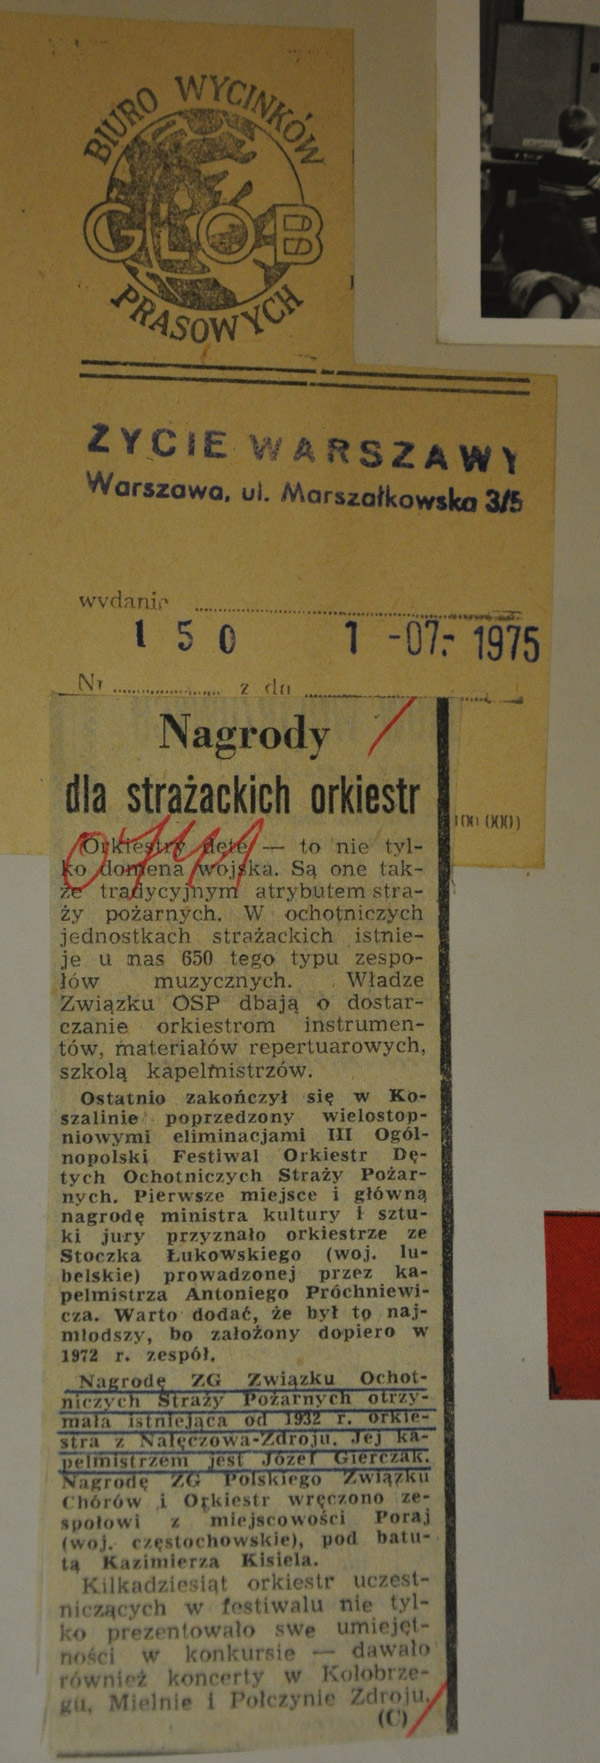 BIURO WYCINKÓW
GLOB
PRASOWYCH
ŻYCIE WARSZAWY
Warszawa, ul. Marszałkowska 3/5
wydanie
150 1 -07.- 1975
Nr z dn
100 000)
Nagrody
dla strażackich orkiestr
Orkiestry dęte — to nie tyl-
ko domena wojska. Są one tak-
że tradycyjnym atrybutem stra-
ży pożarnych. W ochotniczych
jednostkach strażackich istnie-
je u nas 650 tego typu zespo-
łów muzycznych. Władze
Związku OSP dbają o dostar-
czanie orkiestrom instrumen-
tów, materiałów repertuarowych,
szkolą kapelmistrzów.
Ostatnio zakończył się w Ko-
szalinie poprzedzony wielostop-
niowymi eliminacjami III Ogól-
nopolski Festiwal Orkiestr Dę-
tych Ochotniczych Straży Pożar-
nych. Pierwsze miejsce i główną
nagrodę ministra kultury i sztu-
ki jury przyznało orkiestrze ze
Stoczka Łukowskiego (woj. lu-
belskie) prowadzonej przez ka-
pelmistrza Antoniego Próchniewi-
cza. Warto dodać, że był to naj-
młodszy, bo założony dopiero w
1972 r. zespół.
Nagrodę ZG Związku Ochot-
niczych Straży Pożarnych otrzy-
mała istniejąca od 1932 r. orkie-
stra z Nałęczowa-Zdroju. Jej ka-
pelmistrzem jest Józef Gierczak.
Nagrodę ZG Polskiego Związku
Chórów i Orkiestr wręczono ze-
społowi z miejscowości Poraj
(woj. częstochowskie), pod batu-
tą Kazimierza Kisiela.
Kilkadziesiąt orkiestr uczest-
niczących w festiwalu nie tyl-
ko prezentowało swe umiejęt-
ności w konkursie — dawało
również koncerty w Kołobrze-
gu, Mielnie i Połczynie Zdroju.
(C)